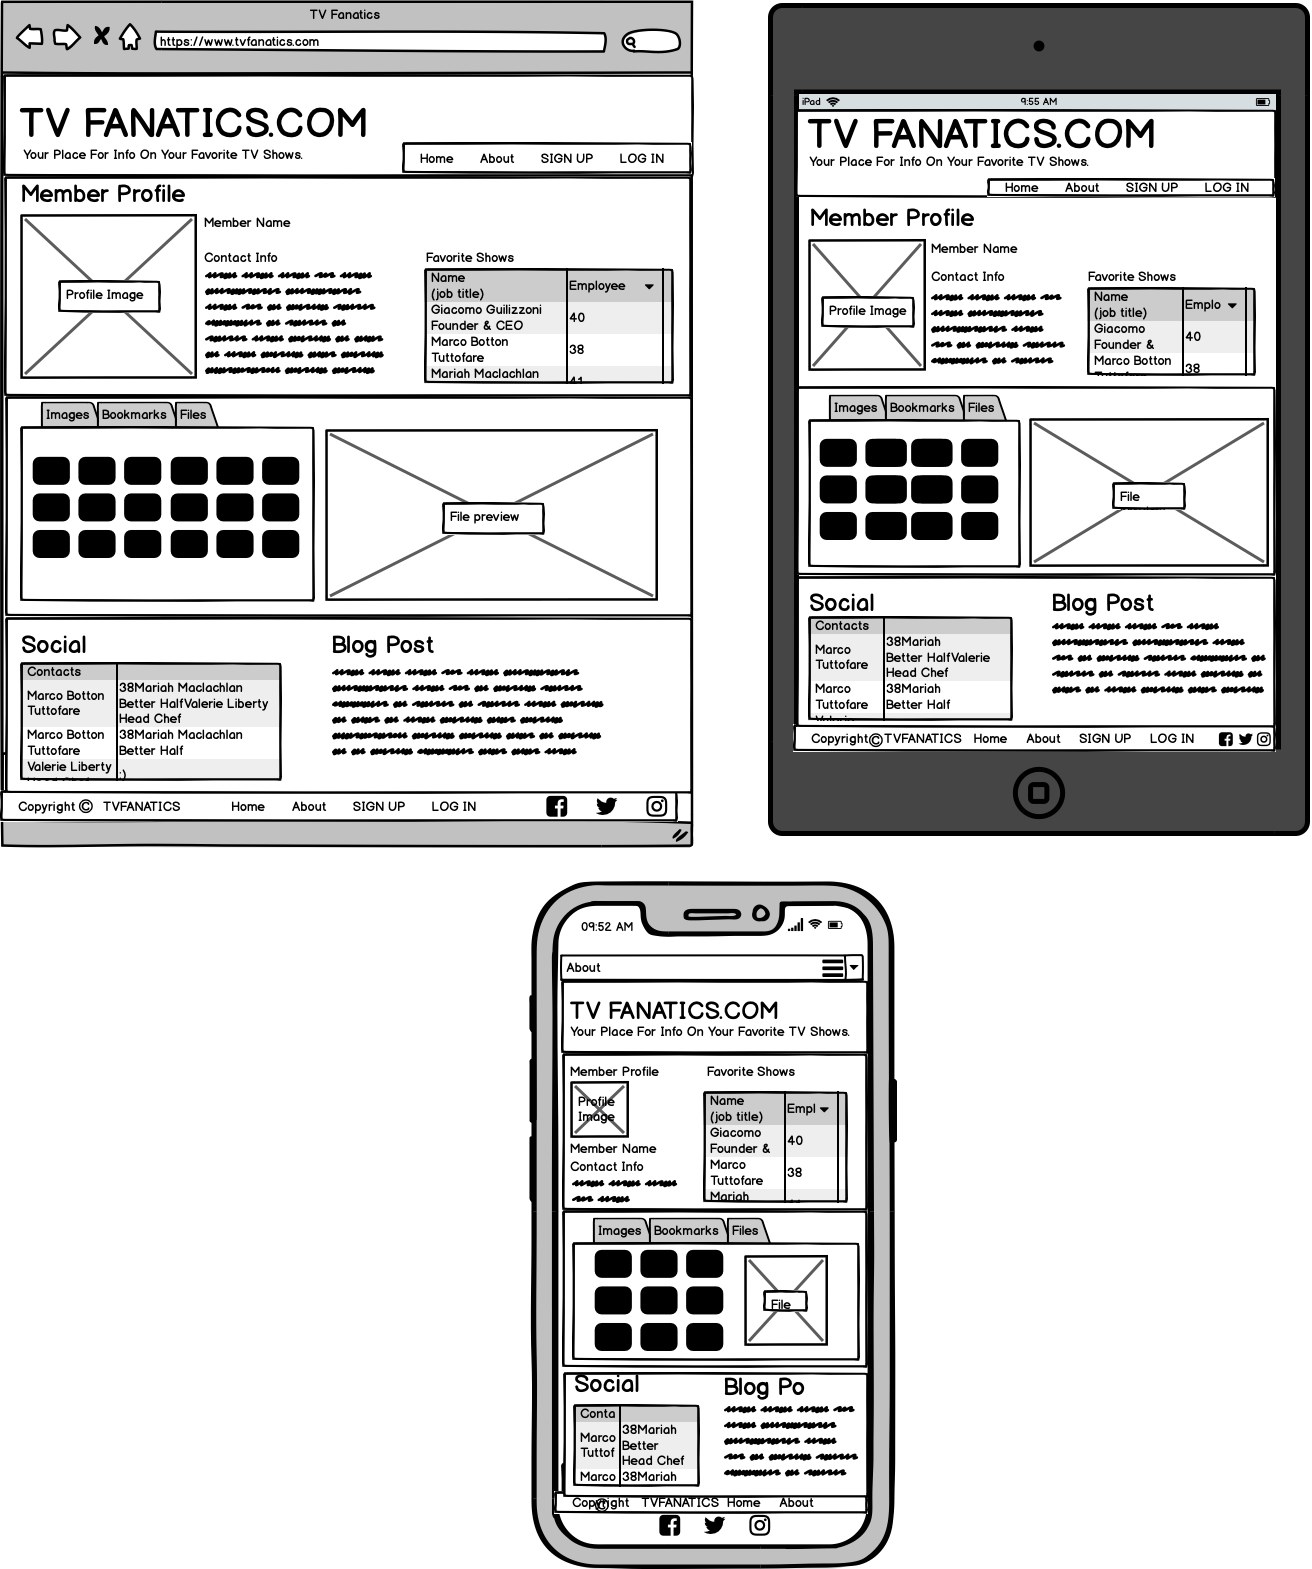 TV Fanatics
https://www.tvfanatics.com
TV FANATICS.COM
Your Place For Info On Your Favorite TV Shows.
Home About SIGN UP LOG IN
Member Profile
Member Name
Profile Image
Contact Info
Favorite Shows
Name
(job title)
Employee
Giacomo Guilizzoni
Founder & CEO
40
Marco Botton
Tuttofare
38
Mariah Maclachlan
41
Images Bookmarks Files
File preview
Social
Contacts
Marco Botton
Tuttofare
38Mariah Maclachlan
Better HalfValerie Liberty
Head Chef
Marco Botton
Tuttofare
38Mariah Maclachlan
Better Half
Valerie Liberty
:)
Blog Post
Copyright © TVFANATICS Home About SIGN UP LOG IN
iPad 9:55 AM
TV FANATICS.COM
Your Place For Info On Your Favorite TV Shows.
Home About SIGN UP LOG IN
Member Profile
Member Name
Profile Image
Contact Info
Favorite Shows
Name
(job title)
Emplo
Giacomo
Founder &
40
Marco Botton
Tuttofare
38
Images Bookmarks Files
File
Social
Contacts
Marco
Tuttofare
38Mariah
Better HalfValerie
Head Chef
Marco
Tuttofare
38Mariah
Better Half
Blog Post
Copyright©TVFANATICS Home About SIGN UP LOG IN
09:52 AM
About
TV FANATICS.COM
Your Place For Info On Your Favorite TV Shows.
Member Profile
Profile
Image
Member Name
Contact Info
Favorite Shows
Name
(job title)
Empl
Giacomo
Founder &
40
Marco
Tuttofare
38
Mariah
Images Bookmarks Files
File
Social
Conta
Marco
Tuttof
38Mariah
Better
Head Chef
Marco
38Mariah
Blog Po
Copyright © TVFANATICS Home About